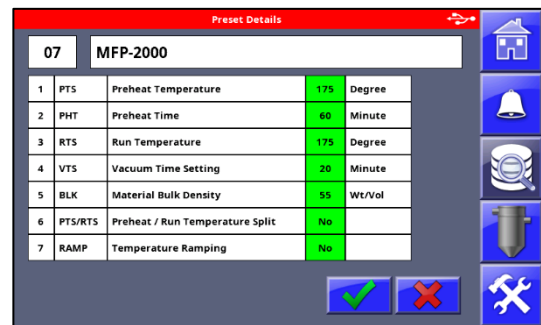 Preset Details
07 MFP-2000
1 PTS Preheat Temperature 175 Degree
2 PHT Preheat Time 60 Minute
3 RTS Run Temperature 175 Degree
4 VTS Vacuum Time Setting 20 Minute
5 BLK Material Bulk Density 55 Wt/Vol
6 PTS/RTS Preheat / Run Temperature Split No
7 RAMP Temperature Ramping No